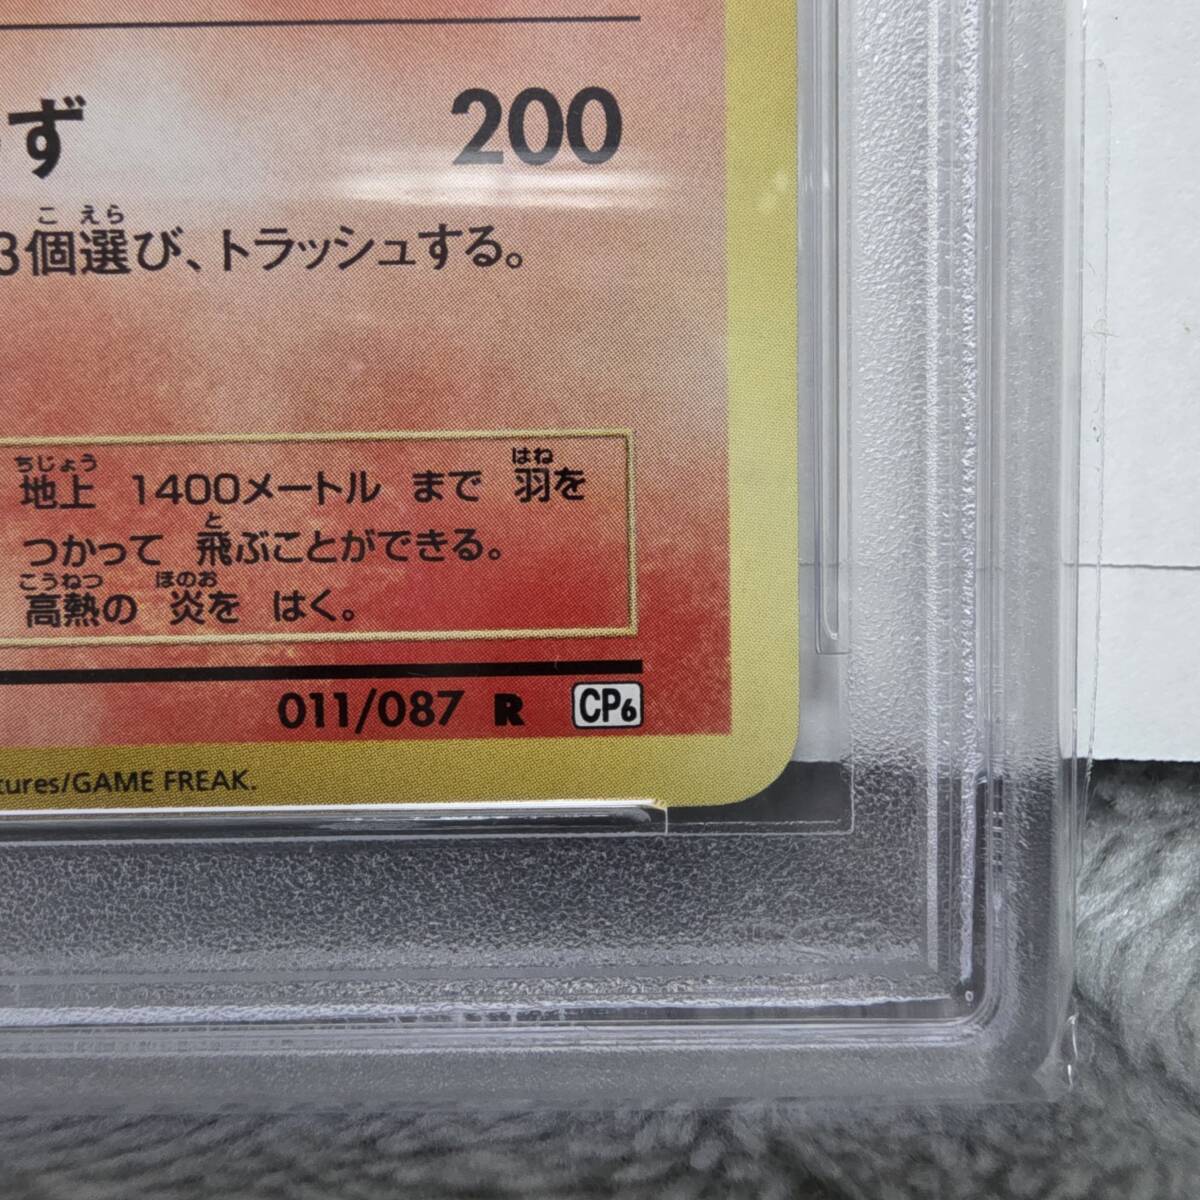 ず 200
こ えら
3個選び、トラッシュする。
ちじょう はね
地上 1400メートル まで 羽を
と
つかって 飛ぶことができる。
こうねつ ほのお
高熱の 炎を はく。
011/087 R CP6
tures/GAME FREAK.